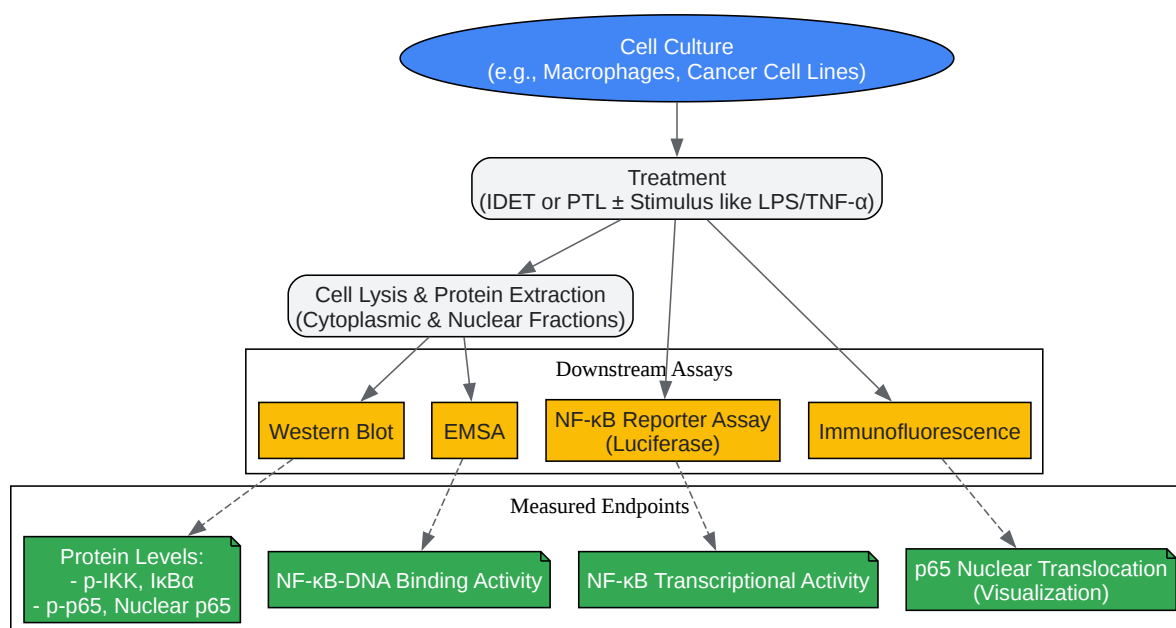 Cell Culture
(e.g., Macrophages, Cancer Cell Lines)
Treatment
(IDET or PTL ± Stimulus like LPS/TNF-α)
Cell Lysis & Protein Extraction
(Cytoplasmic & Nuclear Fractions)
Downstream Assays
Western Blot
EMSA
NF-κB Reporter Assay
(Luciferase)
Immunofluorescence
Measured Endpoints
Protein Levels:
- p-IKK, IκBα
- p-p65, Nuclear p65
NF-κB-DNA Binding Activity
NF-κB Transcriptional Activity
p65 Nuclear Translocation
(Visualization)